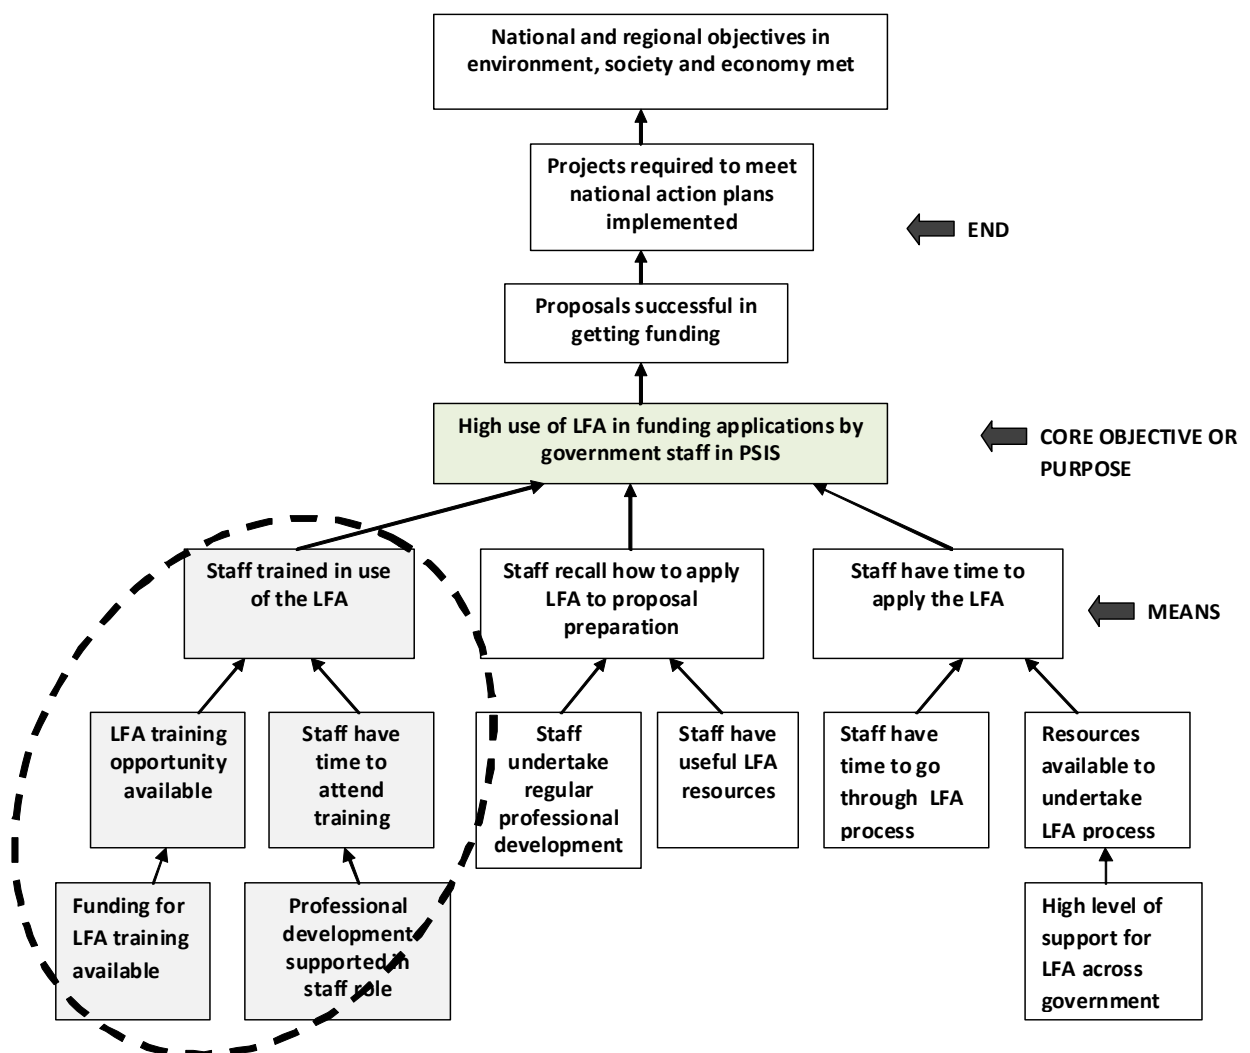 National and regional objectives in
environment, society and economy met
Projects required to meet
national action plans
implemented
END
Proposals successful in
getting funding
High use of LFA in funding applications by
government staff in PSIS
CORE OBJECTIVE OR
PURPOSE
Staff trained in use
of the LFA
Staff recall how to apply
LFA to proposal
preparation
Staff have time to
apply the LFA
MEANS
LFA training
opportunity
available
Staff have
time to
attend
training
Staff
undertake
regular
professional
development
Staff have
useful LFA
resources
Staff have
time to go
through LFA
process
Resources
available to
undertake
LFA process
Funding for
LFA training
available
Professional
development
supported in
staff role
High level of
support for
LFA across
government